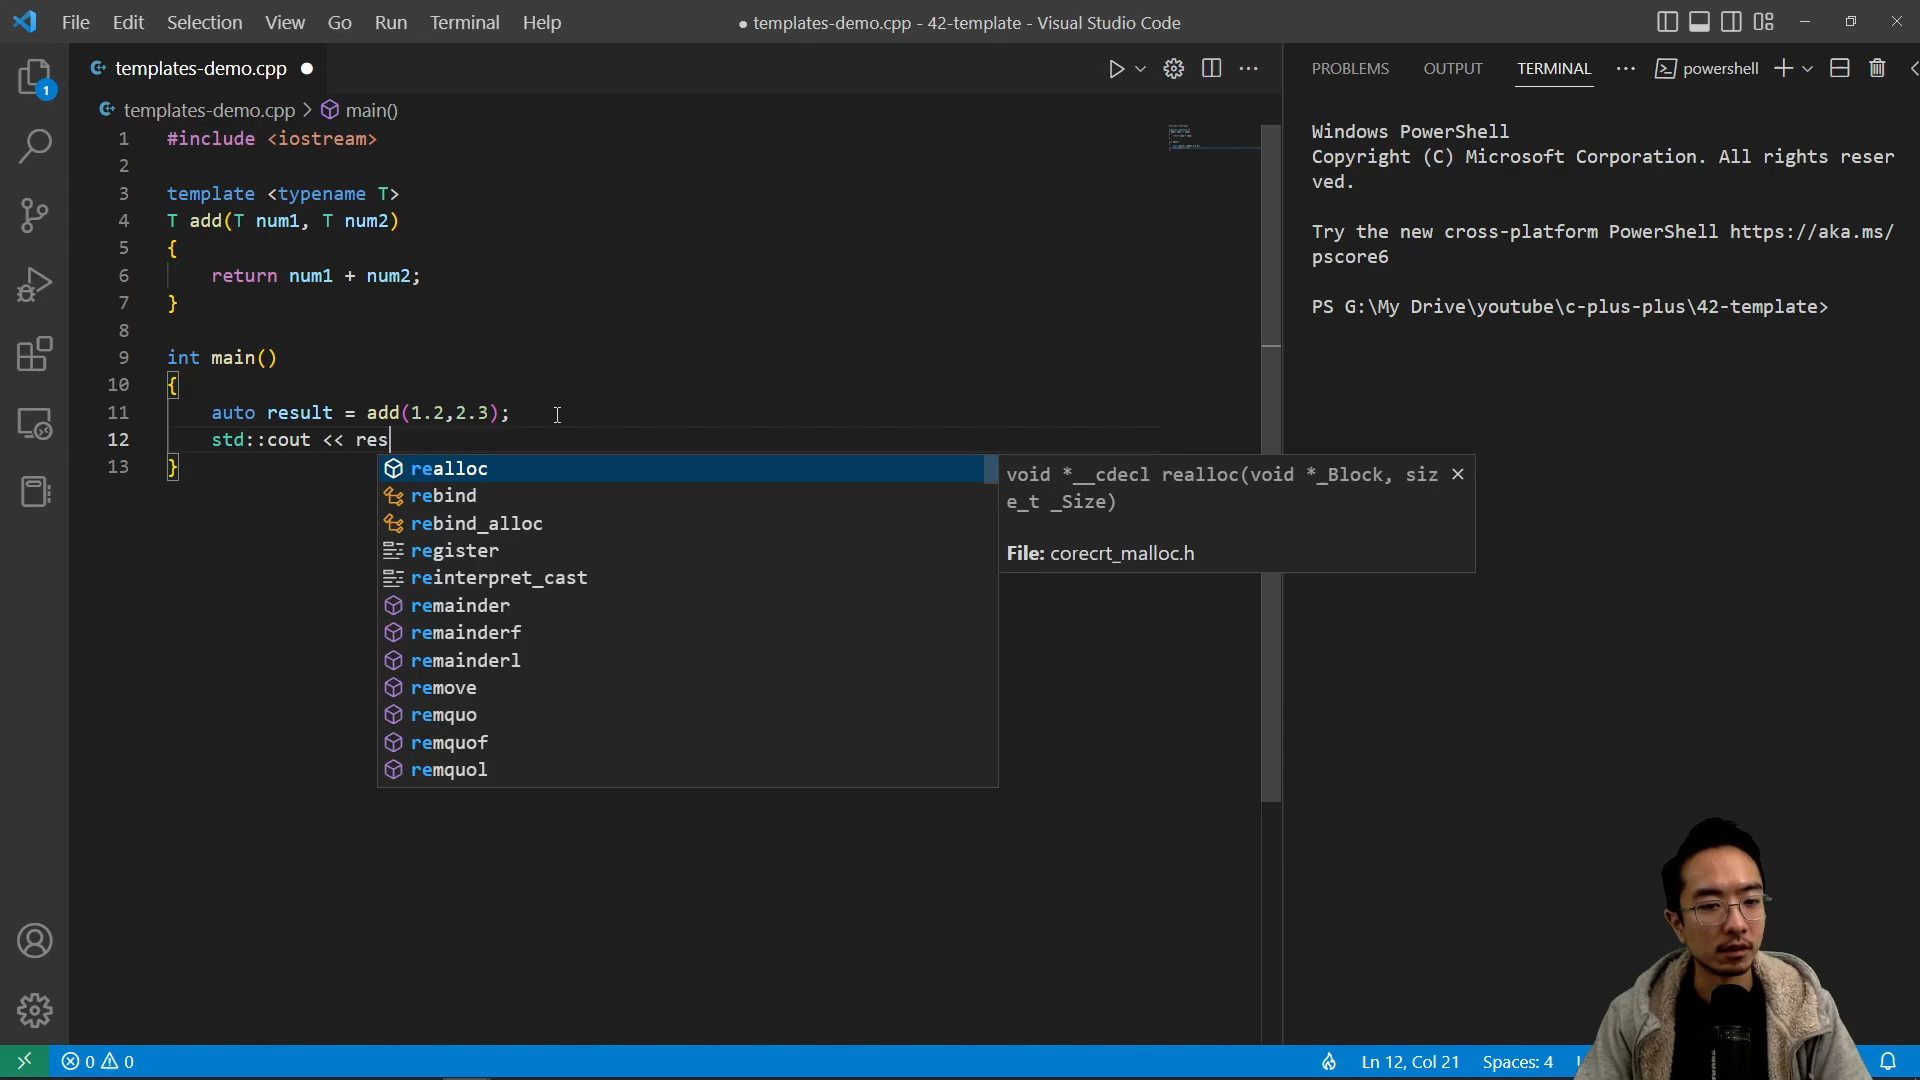 File Edit Selection View Go Run Terminal Help
● templates-demo.cpp - 42-template - Visual Studio Code
templates-demo.cpp
PROBLEMS OUTPUT TERMINAL ··· powershell
templates-demo.cpp > main()
1 #include <iostream>
2
3 template <typename T>
4 T add(T num1, T num2)
5 {
6 return num1 + num2;
7 }
8
9 int main()
10 {
11 auto result = add(1.2,2.3);
12 std::cout << res
13 }
realloc
rebind
rebind_alloc
register
reinterpret_cast
remainder
remainderf
remainderl
remove
remquo
remquof
remquol
void *__cdecl realloc(void *_Block, siz
e_t _Size)
File: corecrt_malloc.h
Windows PowerShell
Copyright (C) Microsoft Corporation. All rights reser
ved.
Try the new cross-platform PowerShell https://aka.ms/
pscore6
PS G:\My Drive\youtube\c-plus-plus\42-template>
1
0 0
Ln 12, Col 21 Spaces: 4